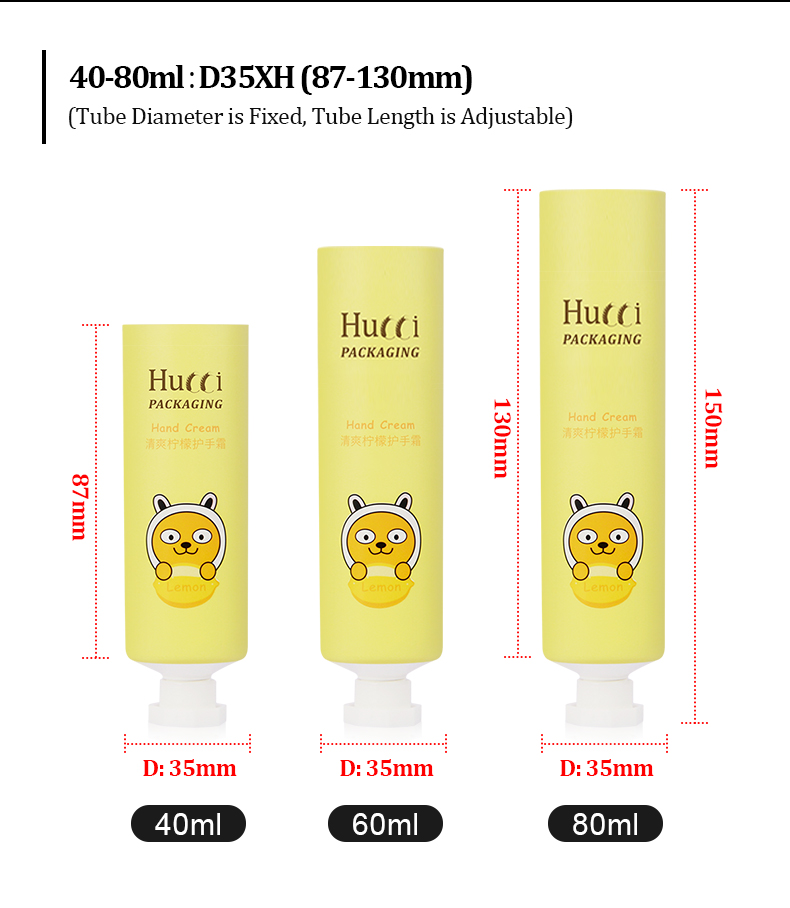 40-80ml : D35XH (87-130mm)
(Tube Diameter is Fixed, Tube Length is Adjustable)
Hucci
PACKAGING
Hand Cream
清爽柠檬护手霜
Lemon
87mm
D: 35mm
40ml
Hucci
PACKAGING
Hand Cream
清爽柠檬护手霜
Lemon
D: 35mm
60ml
Hucci
PACKAGING
Hand Cream
清爽柠檬护手霜
Lemon
130mm
150mm
D: 35mm
80ml